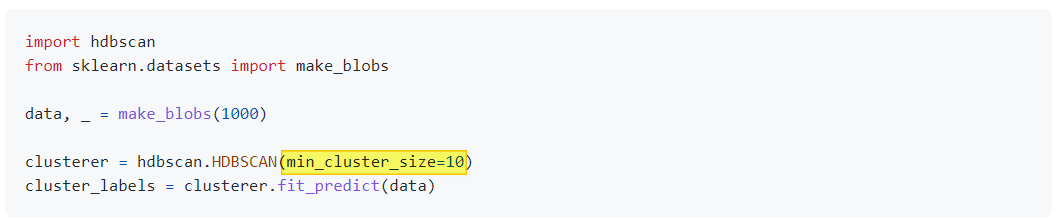 import hdbscan
from sklearn.datasets import make_blobs
data, _ = make_blobs(1000)
clusterer = hdbscan.HDBSCAN(min_cluster_size=10)
cluster_labels = clusterer.fit_predict(data)